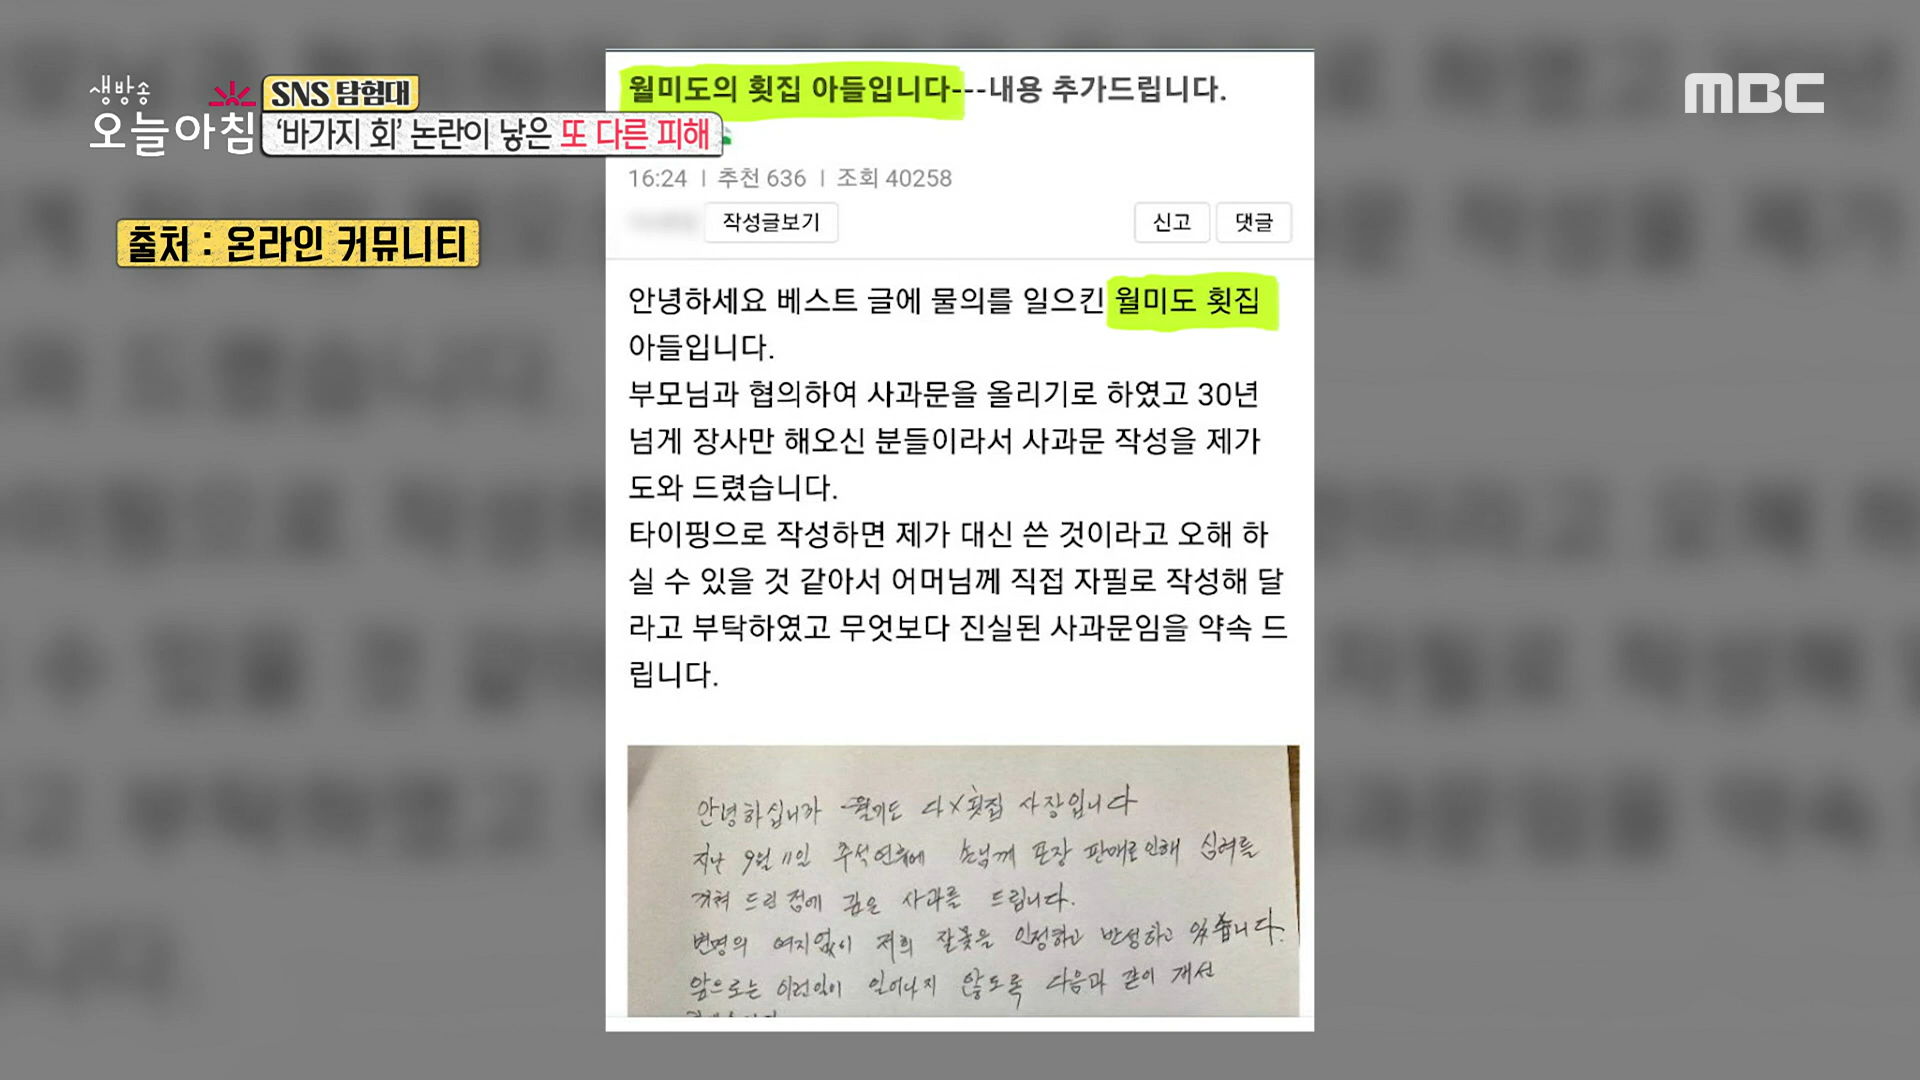 생방송
오늘아침
SNS 탐험대
‘바가지 회’ 논란이 낳은 또 다른 피해
출처 : 온라인 커뮤니티
MBC
월미도의 횟집 아들입니다---내용 추가드립니다.
16:24 | 추천 636 | 조회 40258
작성글보기
신고
댓글
안녕하세요 베스트 글에 물의를 일으킨 월미도 횟집
아들입니다.
부모님과 협의하여 사과문을 올리기로 하였고 30년
넘게 장사만 해오신 분들이라서 사과문 작성을 제가
도와 드렸습니다.
타이핑으로 작성하면 제가 대신 쓴 것이라고 오해 하
실 수 있을 것 같아서 어머님께 직접 자필로 작성해 달
라고 부탁하였고 무엇보다 진실된 사과문임을 약속 드
립니다.
안녕하십니까 월미도 다X횟집 사장입니다
지난 9월 11일 추석연휴에 손님께 포장 판매로 인해 심려를
끼쳐 드린 점에 깊은 사과를 드립니다.
변명의 여지없이 저희 잘못을 인정하고 반성하고 있습니다.
앞으로는 이런일이 일어나지 않도록 다음과 같이 개선